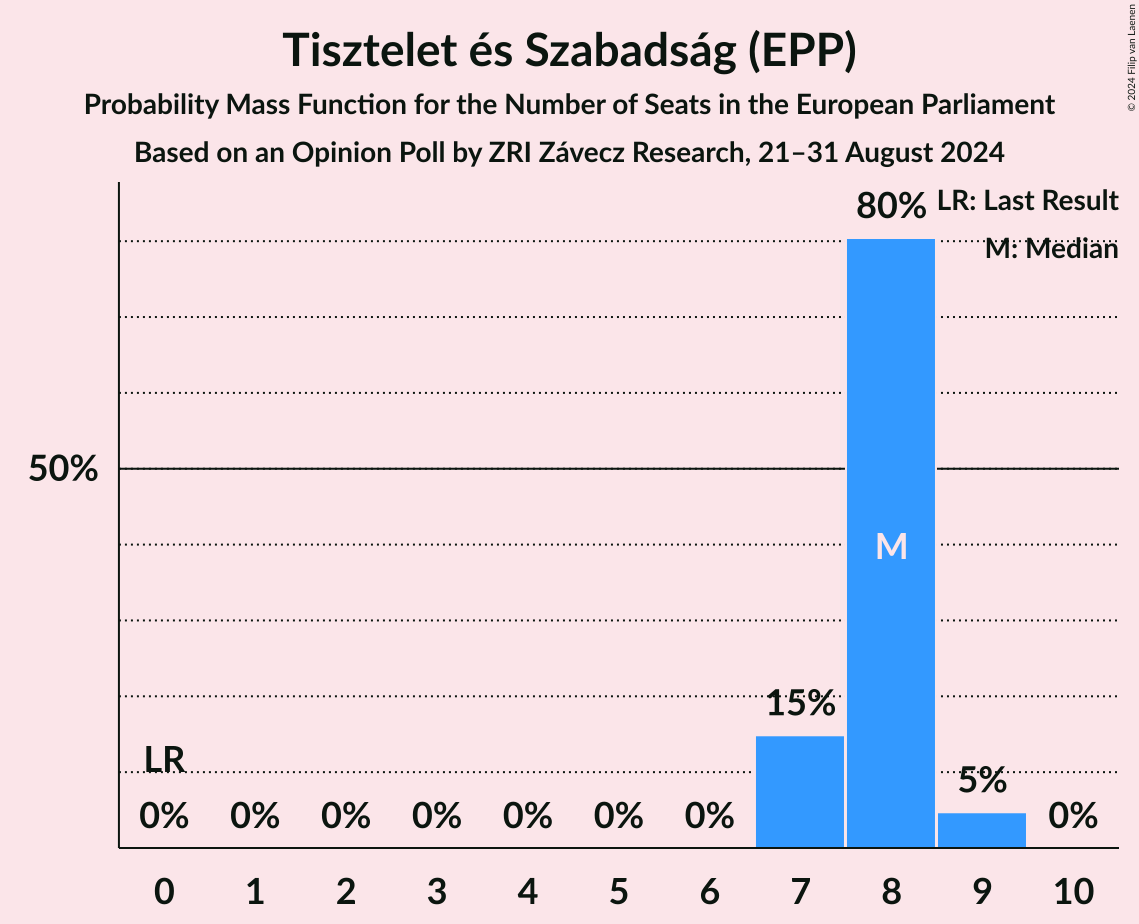 Tisztelet és Szabadság (EPP)
Probability Mass Function for the Number of Seats in the European Parliament
Based on an Opinion Poll by ZRI Závecz Research, 21–31 August 2024
© 2024 Filip van Laenen
LR: Last Result
M: Median
80%
50%
M
15%
LR
5%
0% 0% 0% 0% 0% 0% 0% 0%
0 1 2 3 4 5 6 7 8 9 10